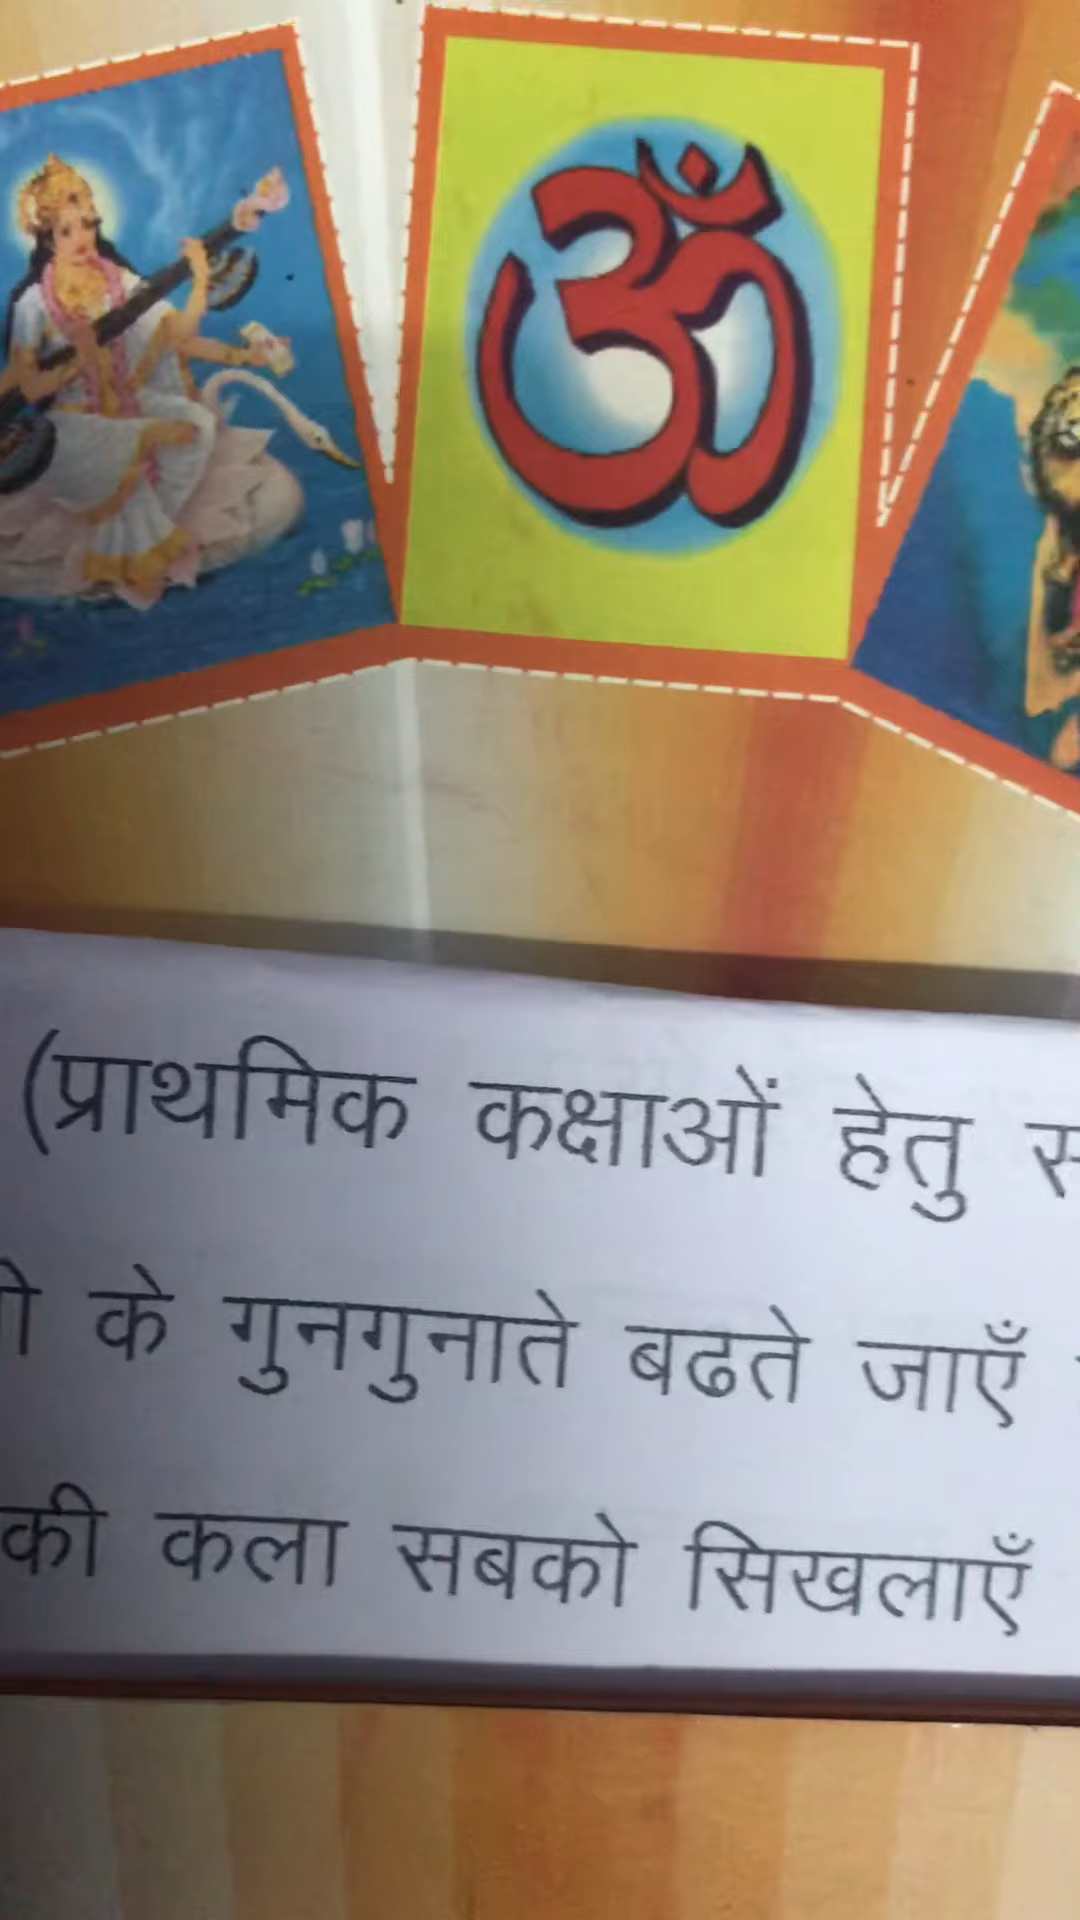 ॐ
(प्राथमिक कक्षाओं हेतु
के गुनगुनाते बढते जाएँ
की कला सबको सिखलाएँ